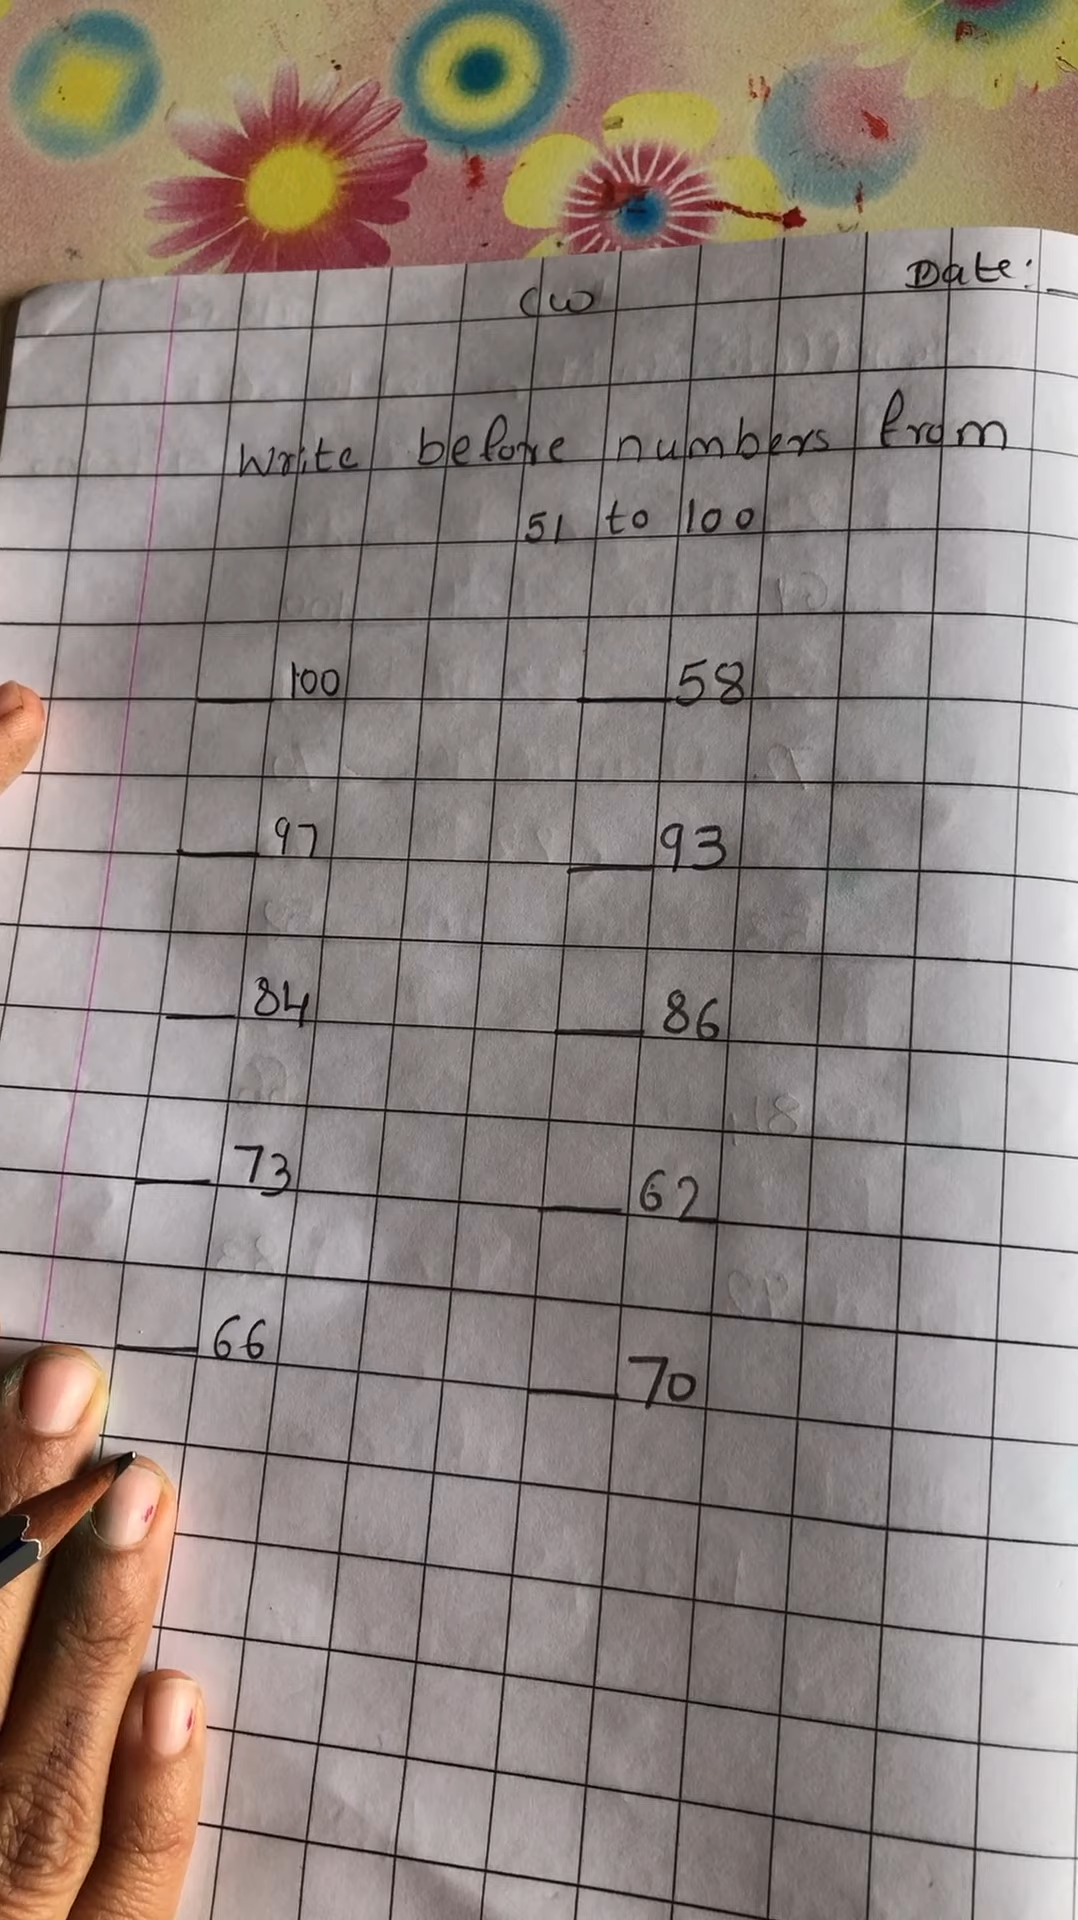 CW
Date:
Write before numbers from
51 to 100
__100 __58
__97 __93
__84 __86
__73 __62
__66 __70